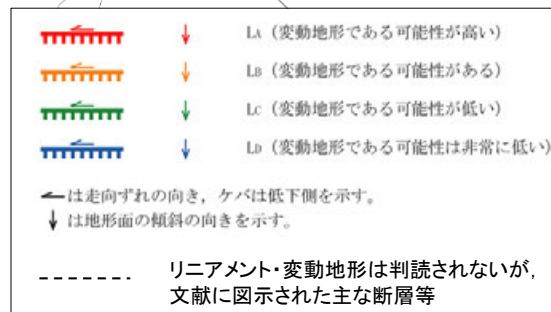 LA (変動地形である可能性が高い)
LB (変動地形である可能性がある)
LC (変動地形である可能性が低い)
LD (変動地形である可能性は非常に低い)
は走向ずれの向き，ケバは低下側を示す。
↓ は地形面の傾斜の向きを示す。
リニアメント・変動地形は判読されないが，
文献に図示された主な断層等